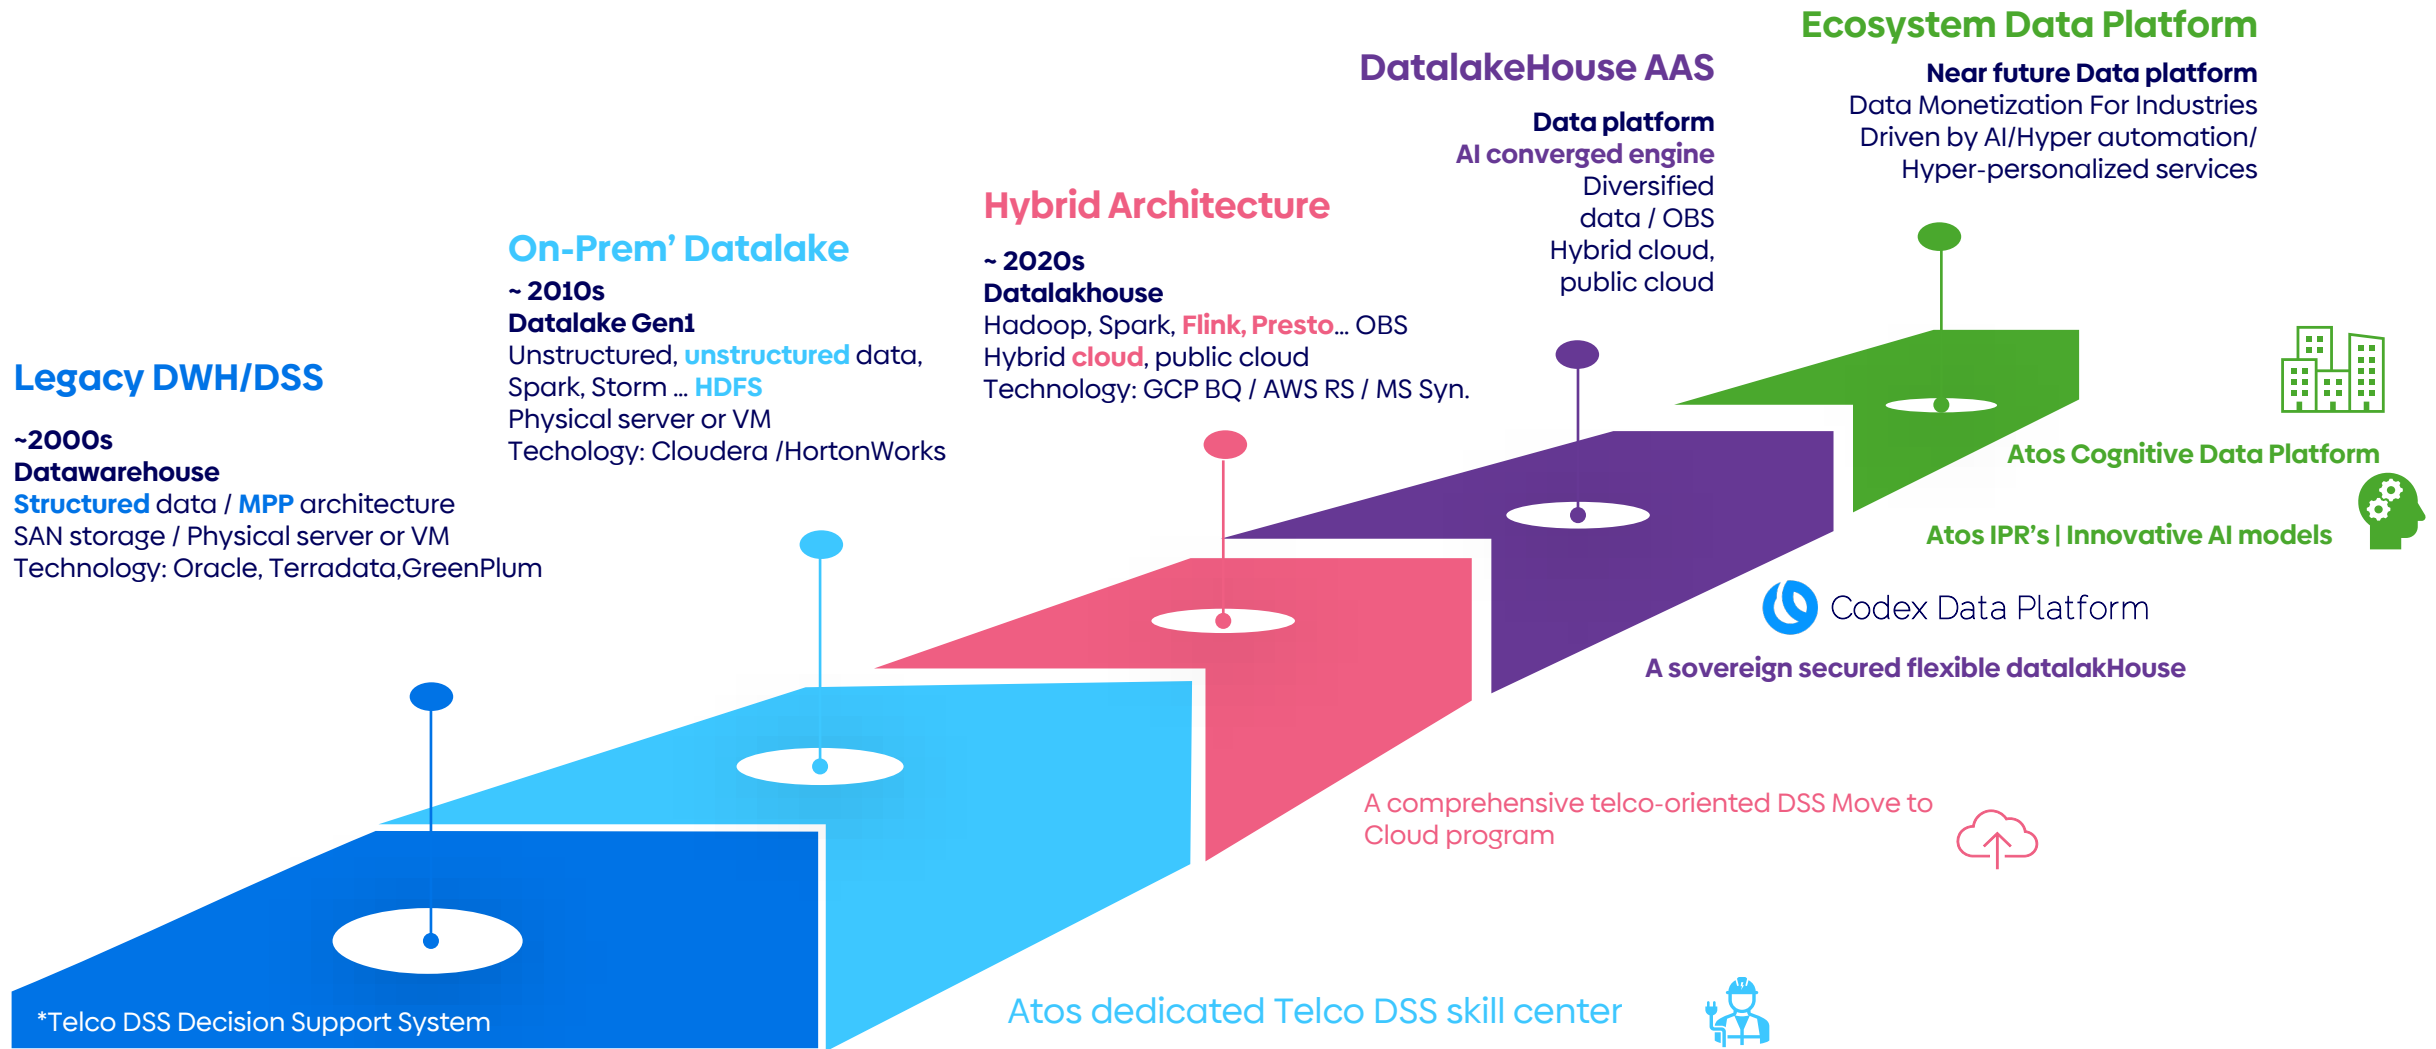 Ecosystem Data Platform
Near future Data platform
Data Monetization For Industries
Driven by AI/Hyper automation/
Hyper-personalized services
DatalakeHouse AAS
Data platform
AI converged engine
Diversified
data / OBS
Hybrid cloud,
public cloud
Hybrid Architecture
~ 2020s
Datalakhouse
Hadoop, Spark, Flink, Presto... OBS
Hybrid cloud, public cloud
Technology: GCP BQ / AWS RS / MS Syn.
On-Prem’ Datalake
~ 2010s
Datalake Gen1
Unstructured, unstructured data,
Spark, Storm ... HDFS
Physical server or VM
Techology: Cloudera /HortonWorks
Legacy DWH/DSS
~2000s
Datawarehouse
Structured data / MPP architecture
SAN storage / Physical server or VM
Technology: Oracle, Terradata,GreenPlum
Atos Cognitive Data Platform
Atos IPR’s | Innovative AI models
Codex Data Platform
A sovereign secured flexible datalakHouse
A comprehensive telco-oriented DSS Move to
Cloud program
Atos dedicated Telco DSS skill center
*Telco DSS Decision Support System